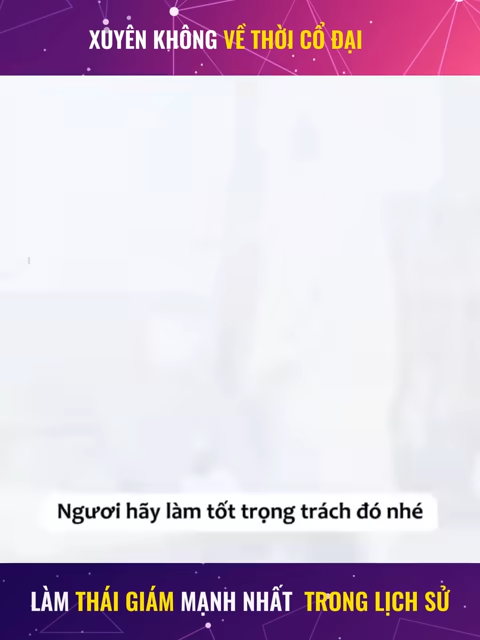 XUYÊN KHÔNG VỀ THỜI CỔ ĐẠI
Ngươi hãy làm tốt trọng trách đó nhé
LÀM THÁI GIÁM MẠNH NHẤT TRONG LỊCH SỬ